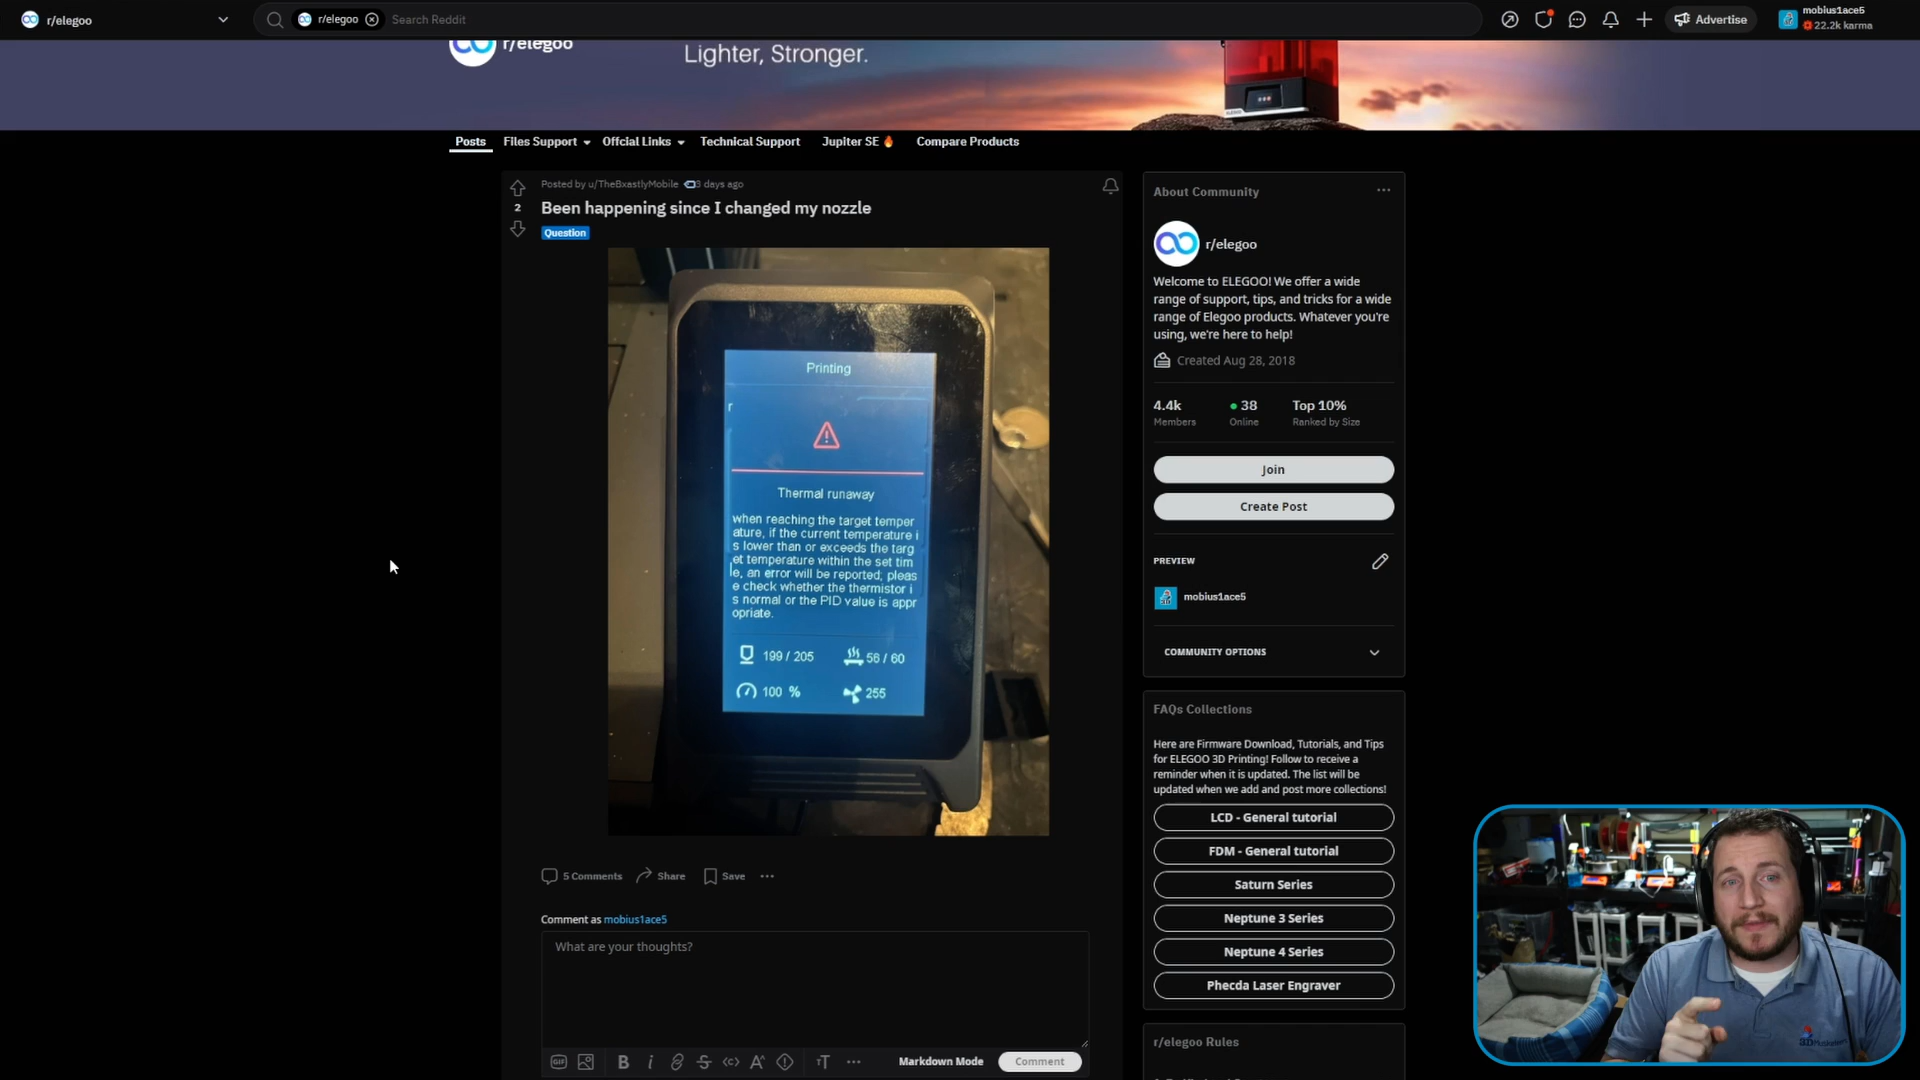 r/elegoo
r/elegoo
Search Reddit
Advertise
mobius1ace5
22.2k karma
r/elegoo
Lighter, Stronger.
Posts
Files Support
Offcial Links
Technical Support
Jupiter SE 🔥
Compare Products
Posted by u/TheBxastlyMobile 3 days ago
2
Been happening since I changed my nozzle
Question
Printing
r
Thermal runaway
when reaching the target temper
ature, if the current temperature i
s lower than or exceeds the targ
et temperature within the set tim
e, an error will be reported, pleas
e check whether the thermistor i
s normal or the PID value is appr
opriate.
199 / 205
56 / 60
100 %
255
5 Comments
Share
Save
Comment as mobius1ace5
What are your thoughts?
Markdown Mode
Comment
About Community
r/elegoo
Welcome to ELEGOO! We offer a wide
range of support, tips, and tricks for a wide
range of Elegoo products. Whatever you're
using, we're here to help!
Created Aug 28, 2018
4.4k
Members
38
Online
Top 10%
Ranked by Size
Join
Create Post
PREVIEW
mobius1ace5
COMMUNITY OPTIONS
FAQs Collections
Here are Firmware Download, Tutorials, and Tips
for ELEGOO 3D Printing! Follow to receive a
reminder when it is updated. The list will be
updated when we add and post more collections!
LCD - General tutorial
FDM - General tutorial
Saturn Series
Neptune 3 Series
Neptune 4 Series
Phecda Laser Engraver
r/elegoo Rules
3DMusketeers